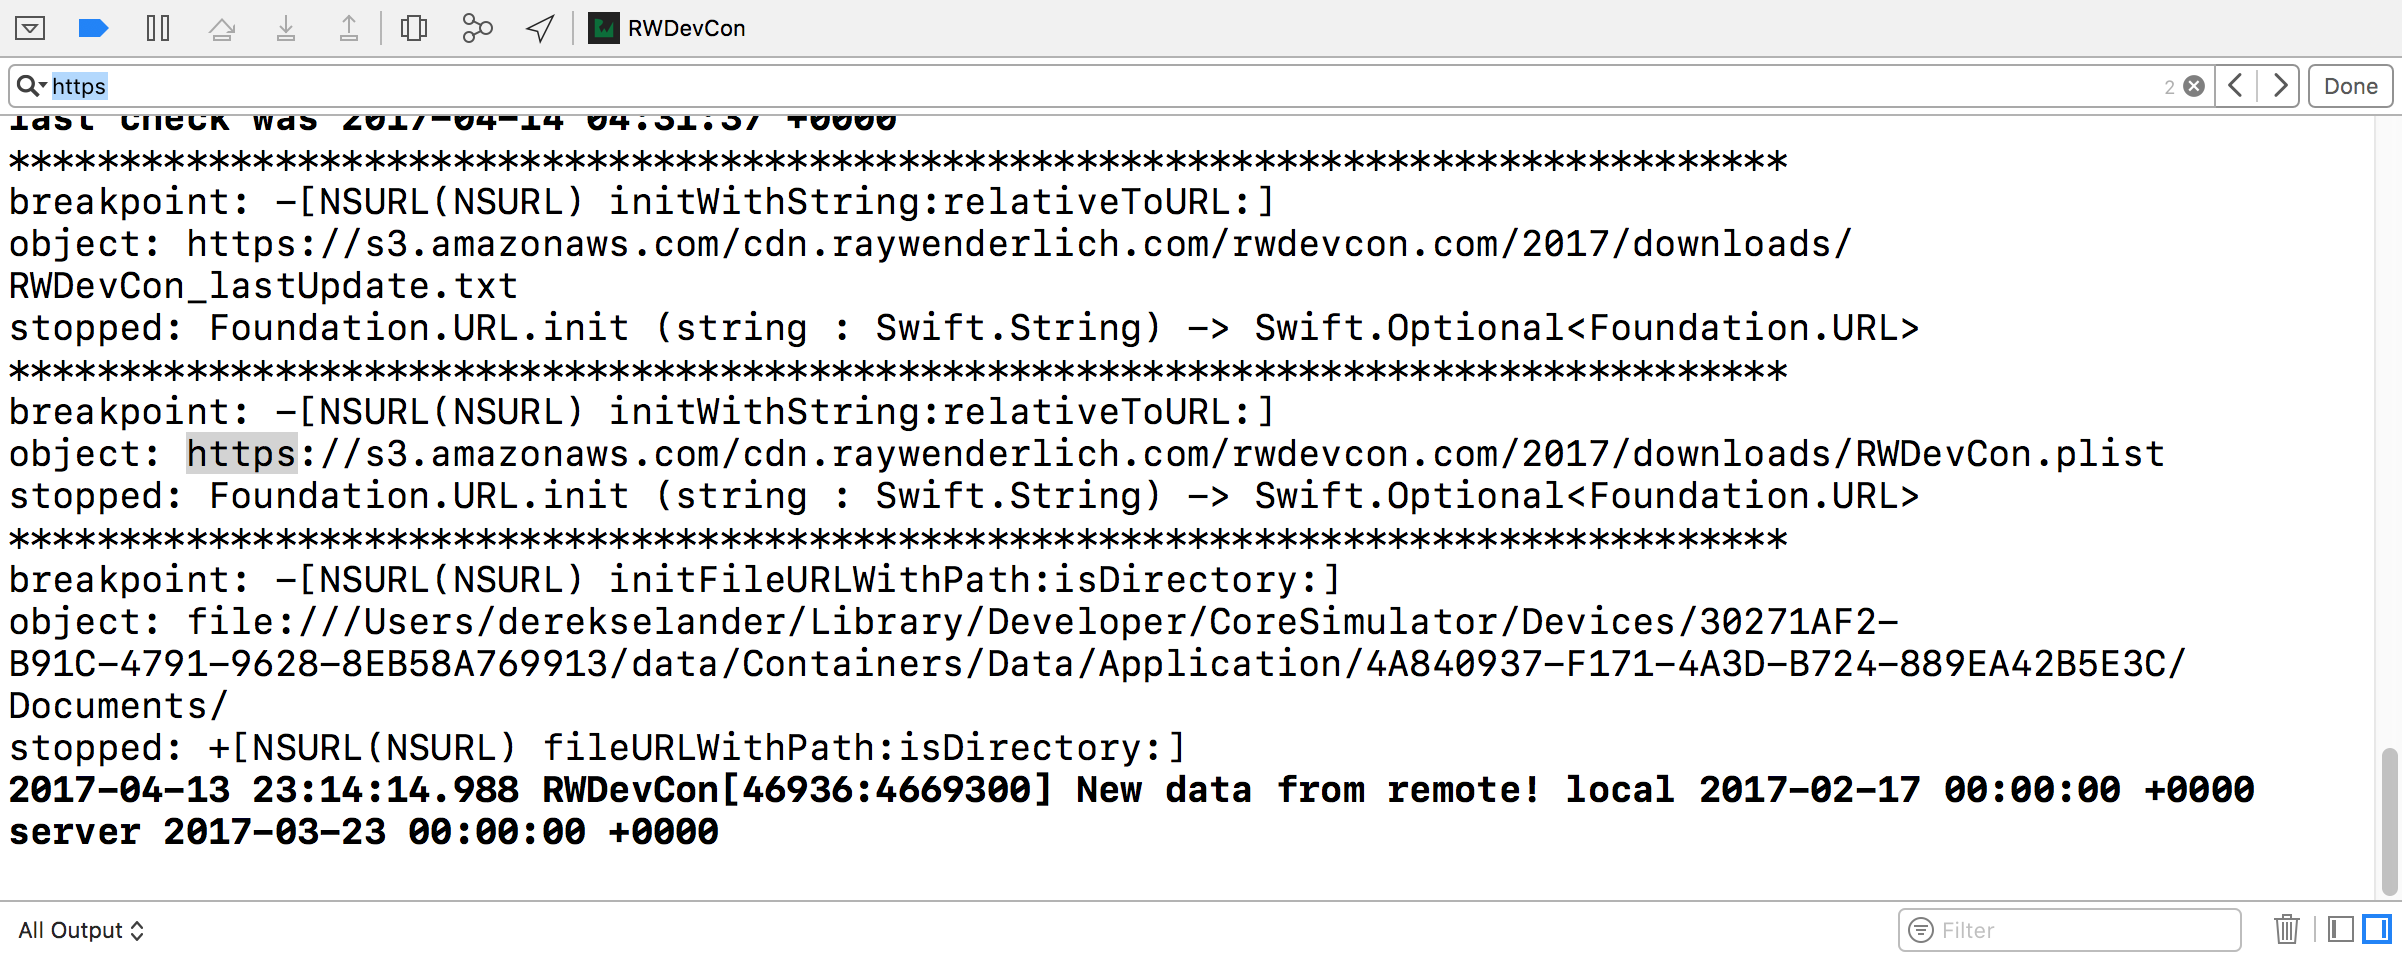 RWDevCon
https 2 Done
last check was 2017-04-14 04:31:37 +0000
********************************************************************************
breakpoint: -[NSURL(NSURL) initWithString:relativeToURL:]
object: https://s3.amazonaws.com/cdn.raywenderlich.com/rwdevcon.com/2017/downloads/
RWDevCon_lastUpdate.txt
stopped: Foundation.URL.init (string : Swift.String) -> Swift.Optional<Foundation.URL>
********************************************************************************
breakpoint: -[NSURL(NSURL) initWithString:relativeToURL:]
object: https://s3.amazonaws.com/cdn.raywenderlich.com/rwdevcon.com/2017/downloads/RWDevCon.plist
stopped: Foundation.URL.init (string : Swift.String) -> Swift.Optional<Foundation.URL>
********************************************************************************
breakpoint: -[NSURL(NSURL) initFileURLWithPath:isDirectory:]
object: file:///Users/derekselander/Library/Developer/CoreSimulator/Devices/30271AF2-
B91C-4791-9628-8EB58A769913/data/Containers/Data/Application/4A840937-F171-4A3D-B724-889EA42B5E3C/
Documents/
stopped: +[NSURL(NSURL) fileURLWithPath:isDirectory:]
2017-04-13 23:14:14.988 RWDevCon[46936:4669300] New data from remote! local 2017-02-17 00:00:00 +0000
server 2017-03-23 00:00:00 +0000
All Output Filter